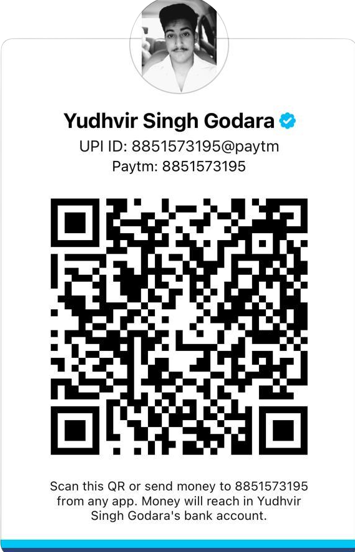 Yudhvir Singh Godara
UPI ID: 8851573195@paytm
Paytm: 8851573195
Scan this QR or send money to 8851573195
from any app. Money will reach in Yudhvir
Singh Godara's bank account.